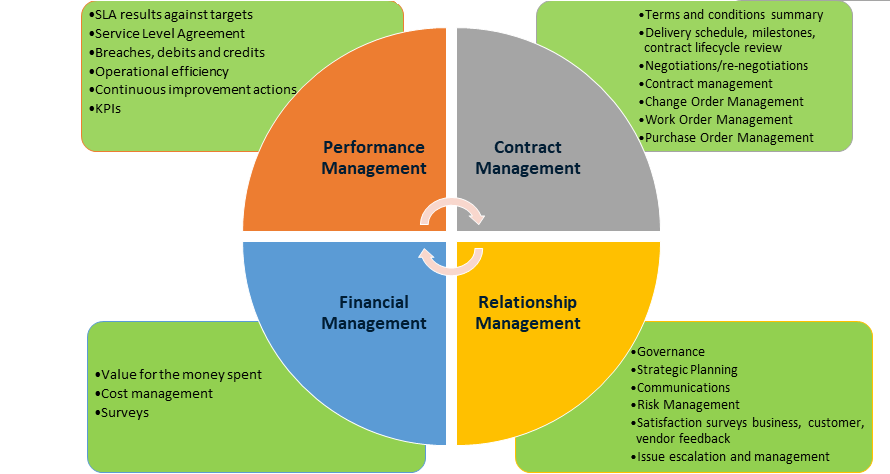 •SLA results against targets
•Service Level Agreement
•Breaches, debits and credits
•Operational efficiency
•Continuous improvement actions
•KPIs
•Terms and conditions summary
•Delivery schedule, milestones,
contract lifecycle review
•Negotiations/re-negotiations
•Contract management
•Change Order Management
•Work Order Management
•Purchase Order Management
Performance
Management
Contract
Management
Financial
Management
Relationship
Management
•Value for the money spent
•Cost management
•Surveys
•Governance
•Strategic Planning
•Communications
•Risk Management
•Satisfaction surveys business, customer,
vendor feedback
•Issue escalation and management